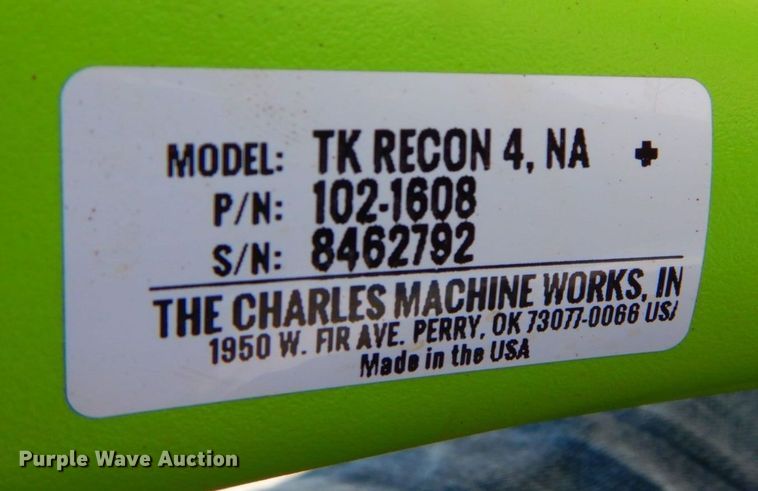 MODEL: TK RECON 4, NA +
P/N: 102-1608
S/N: 8462792
THE CHARLES MACHINE WORKS, IN
1950 W. FIR AVE. PERRY, OK 73077-0066 USA
Made in the USA
Purple Wave Auction